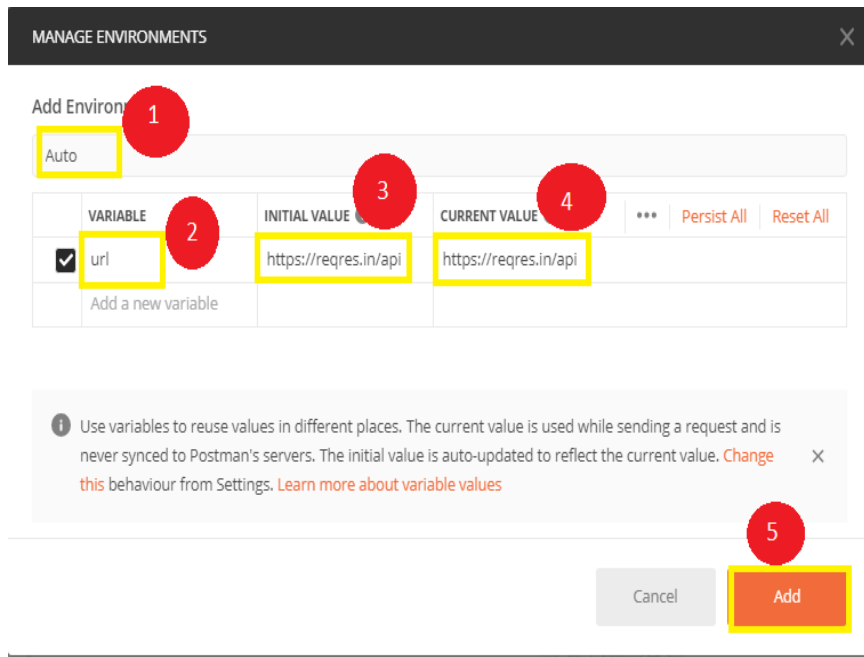 MANAGE ENVIRONMENTS
Add
1
Auto
VARIABLE 2 INITIAL VALUE 3 CURRENT VALUE 4 ••• Persist All Reset All
url https://reqres.in/api https://reqres.in/api
Add a new variable
Use variables to reuse values in different places. The current value is used while sending a request and is
never synced to Postman's servers. The initial value is auto-updated to reflect the current value. Change
this behaviour from Settings. Learn more about variable values
5
Cancel Add